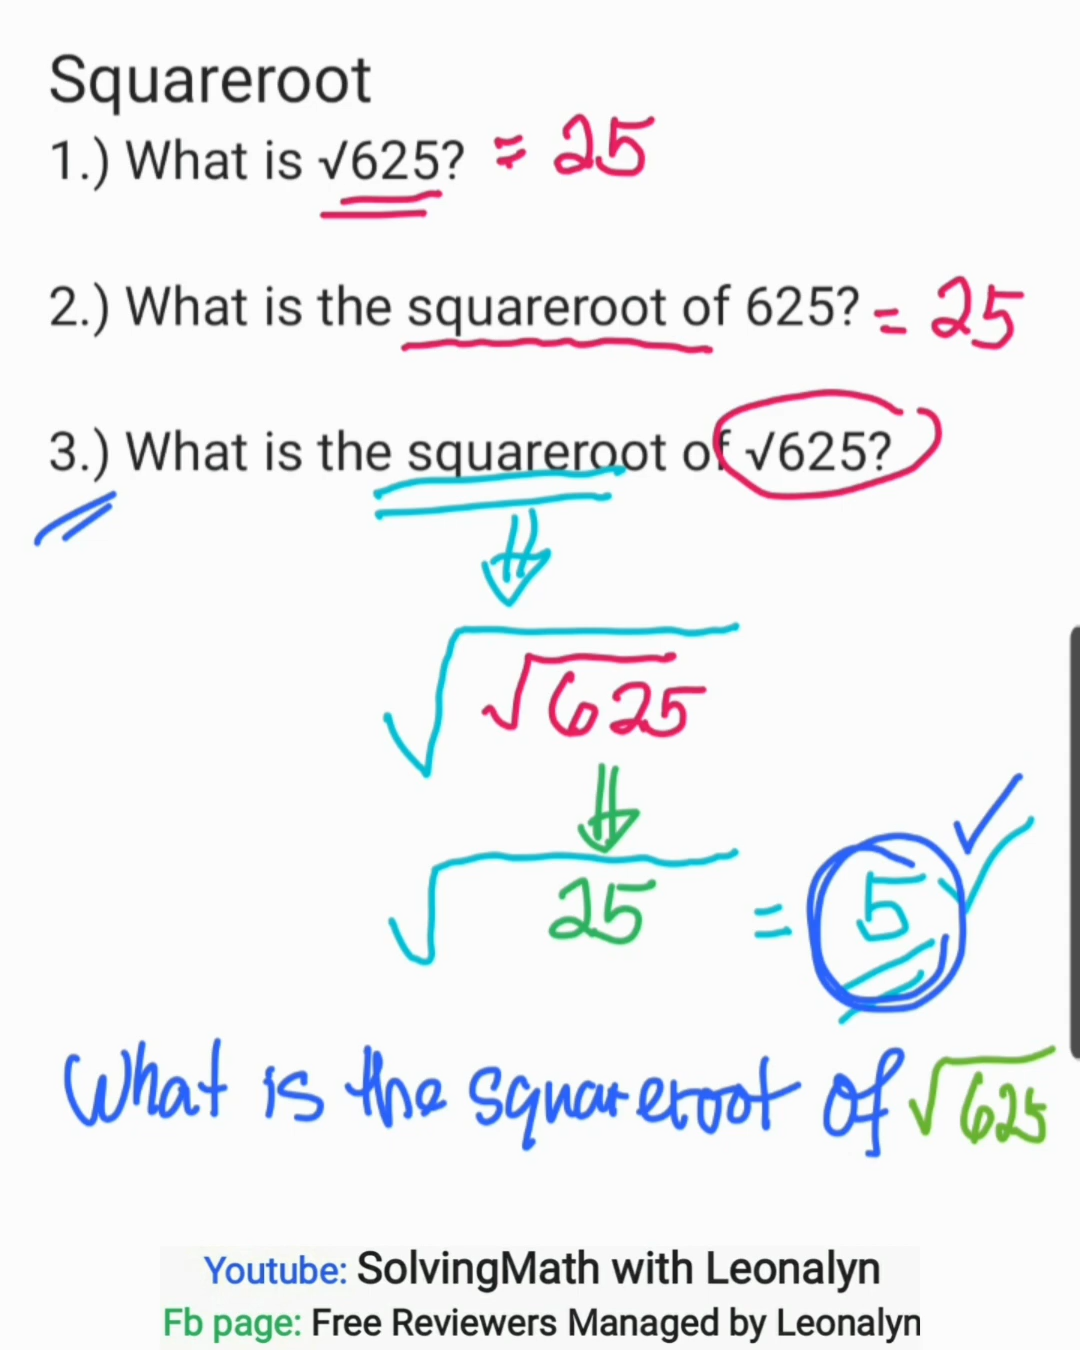 Squareroot
1.) What is √625? = 25
2.) What is the squareroot of 625? = 25
3.) What is the squareroot of √625?
√√625
√25 = 5
What is the squareroot of √625
Youtube: SolvingMath with Leonalyn
Fb page: Free Reviewers Managed by Leonalyn